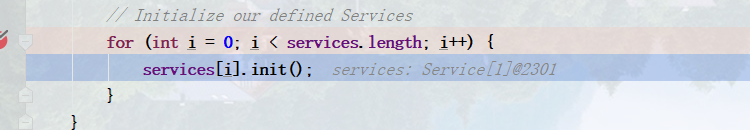 // Initialize our defined Services
for (int i = 0; i < services.length; i++) {
services[i].init(); services: Service[1]@2301
}
}